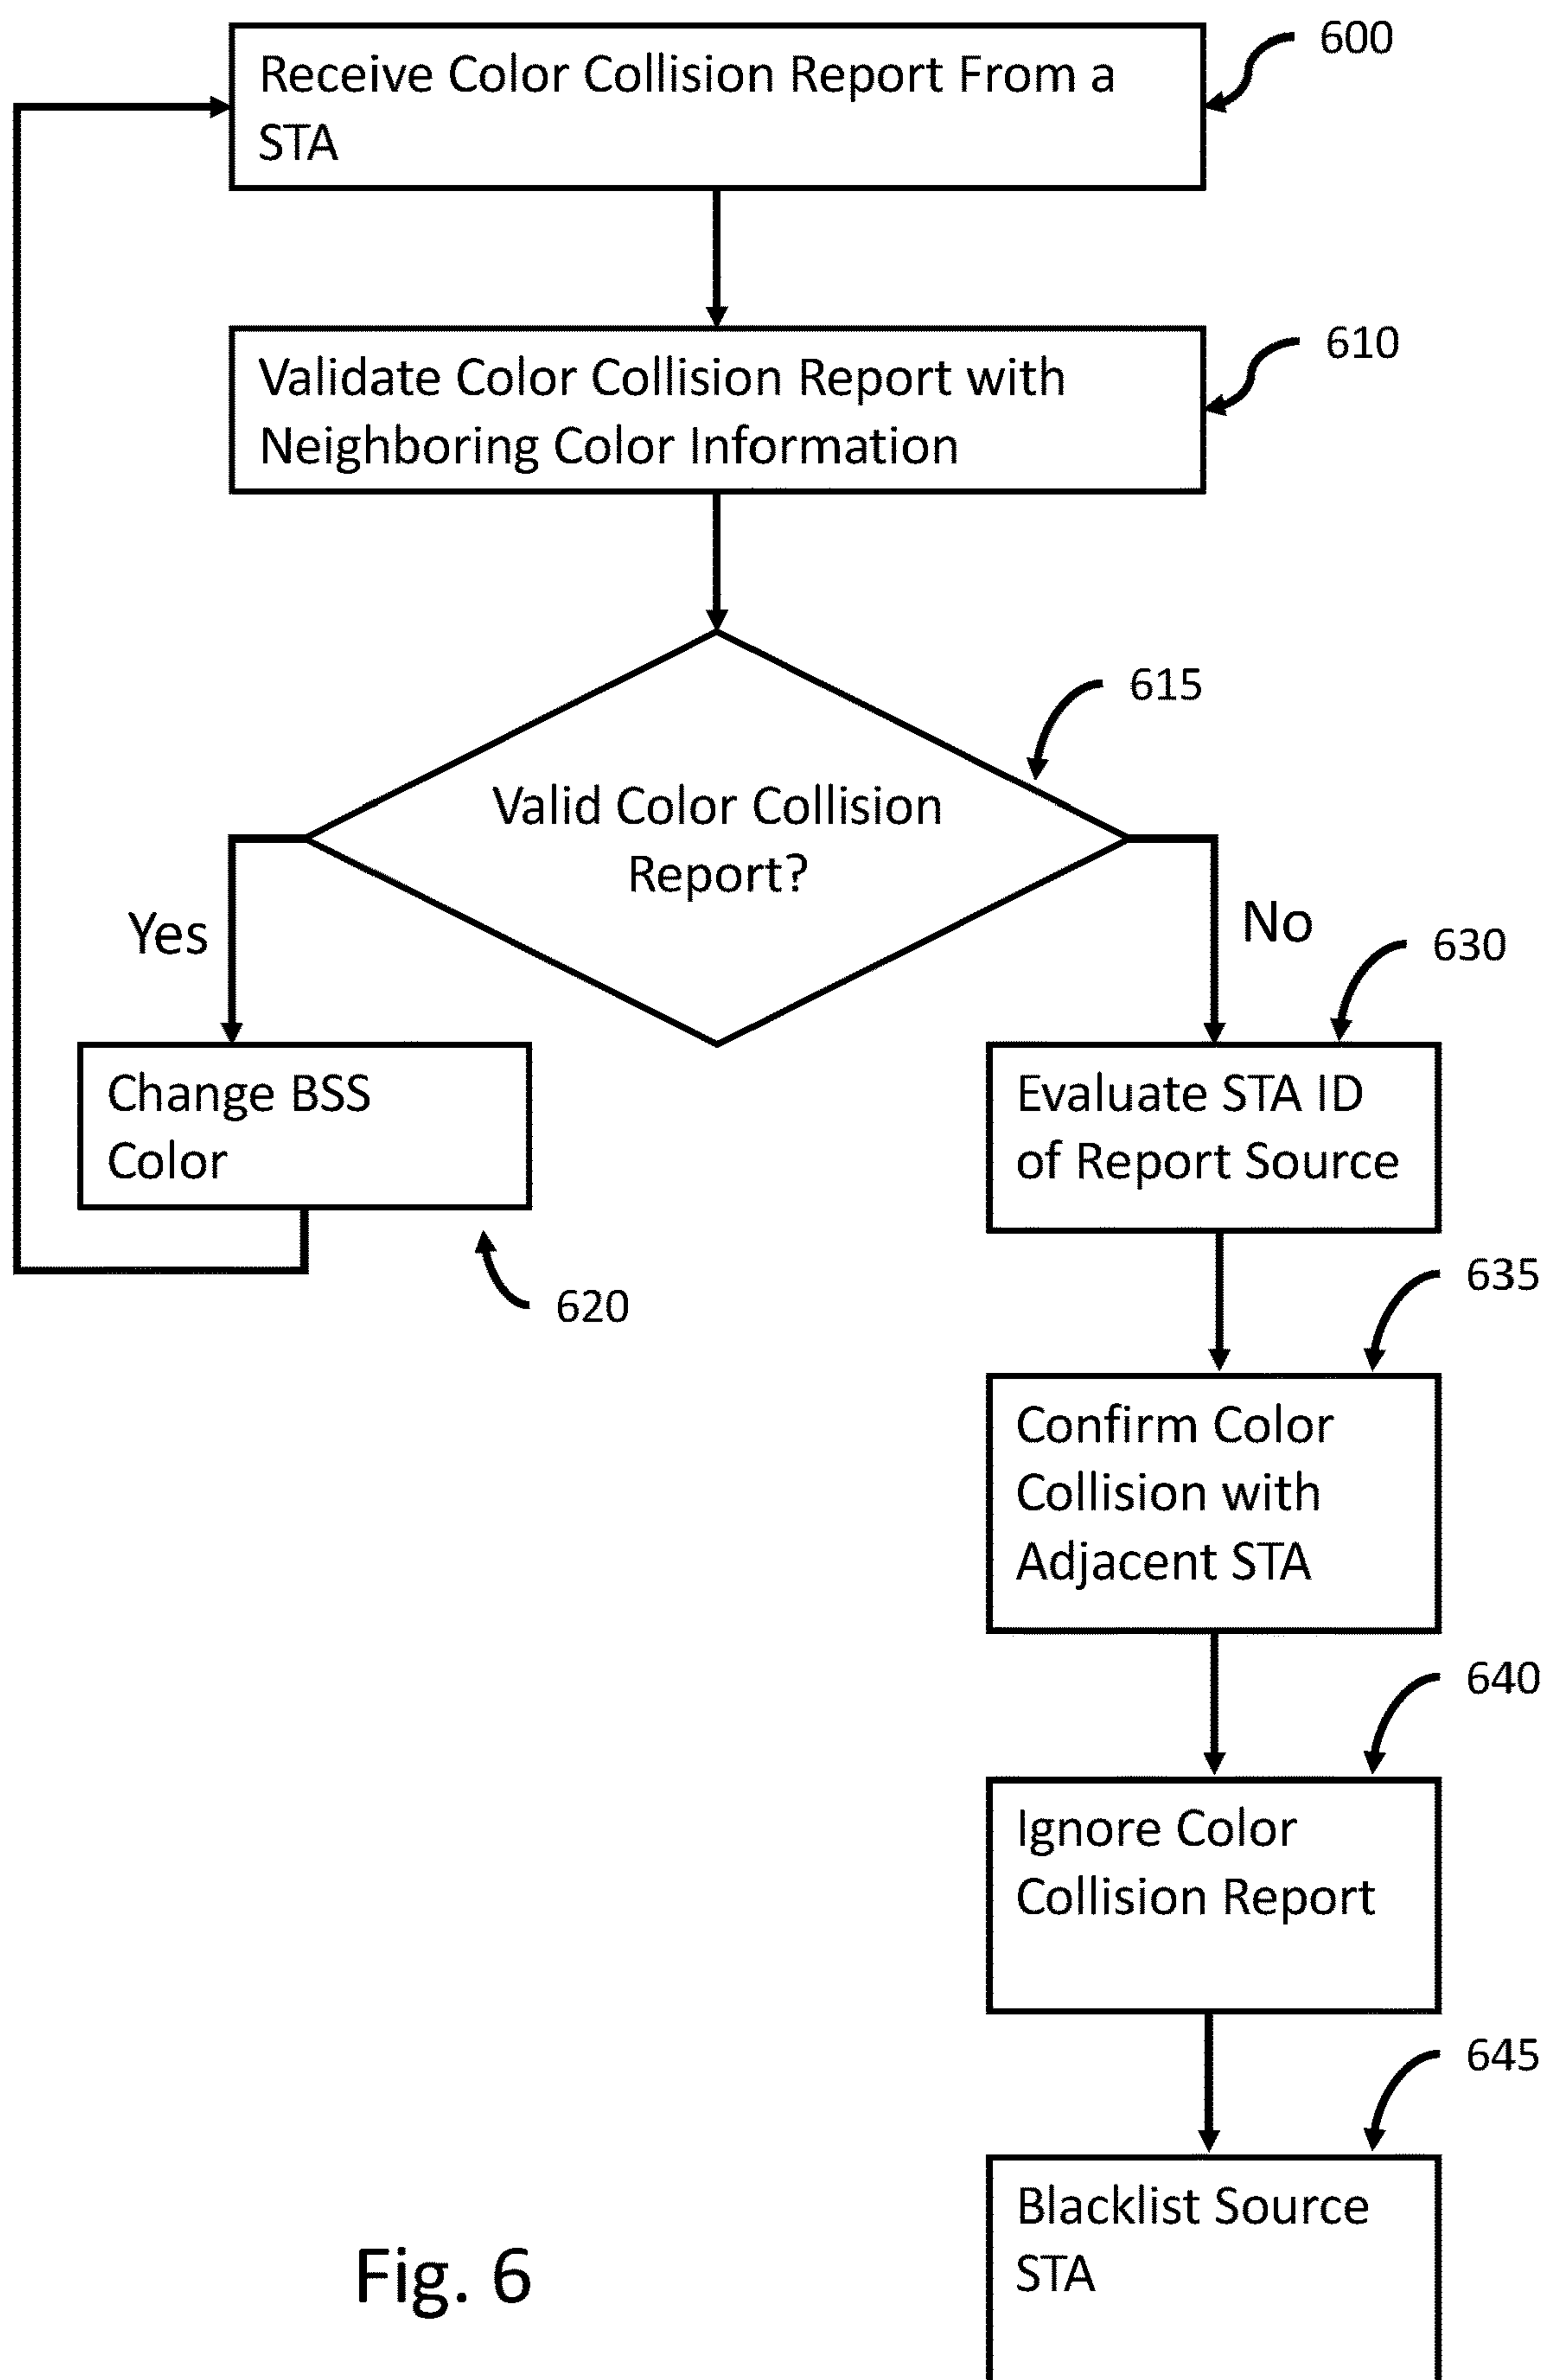 600
Receive Color Collision Report From a
STA
610
Validate Color Collision Report with
Neighboring Color Information
615
Valid Color Collision
Report?
Yes
No
630
Change BSS
Color
620
Evaluate STA ID
of Report Source
635
Confirm Color
Collision with
Adjacent STA
640
Ignore Color
Collision Report
645
Blacklist Source
STA
Fig. 6